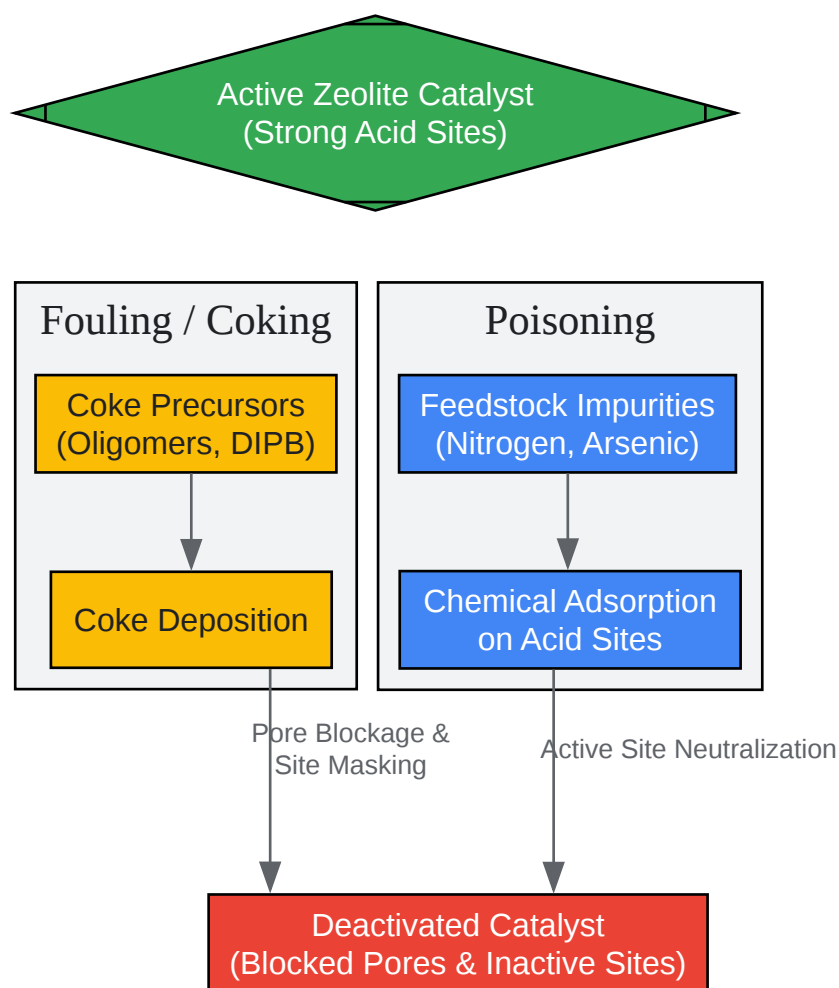 Active Zeolite Catalyst
(Strong Acid Sites)
Fouling / Coking
Coke Precursors
(Oligomers, DIPB)
Coke Deposition
Pore Blockage &
Site Masking
Poisoning
Feedstock Impurities
(Nitrogen, Arsenic)
Chemical Adsorption
on Acid Sites
Active Site Neutralization
Deactivated Catalyst
(Blocked Pores & Inactive Sites)